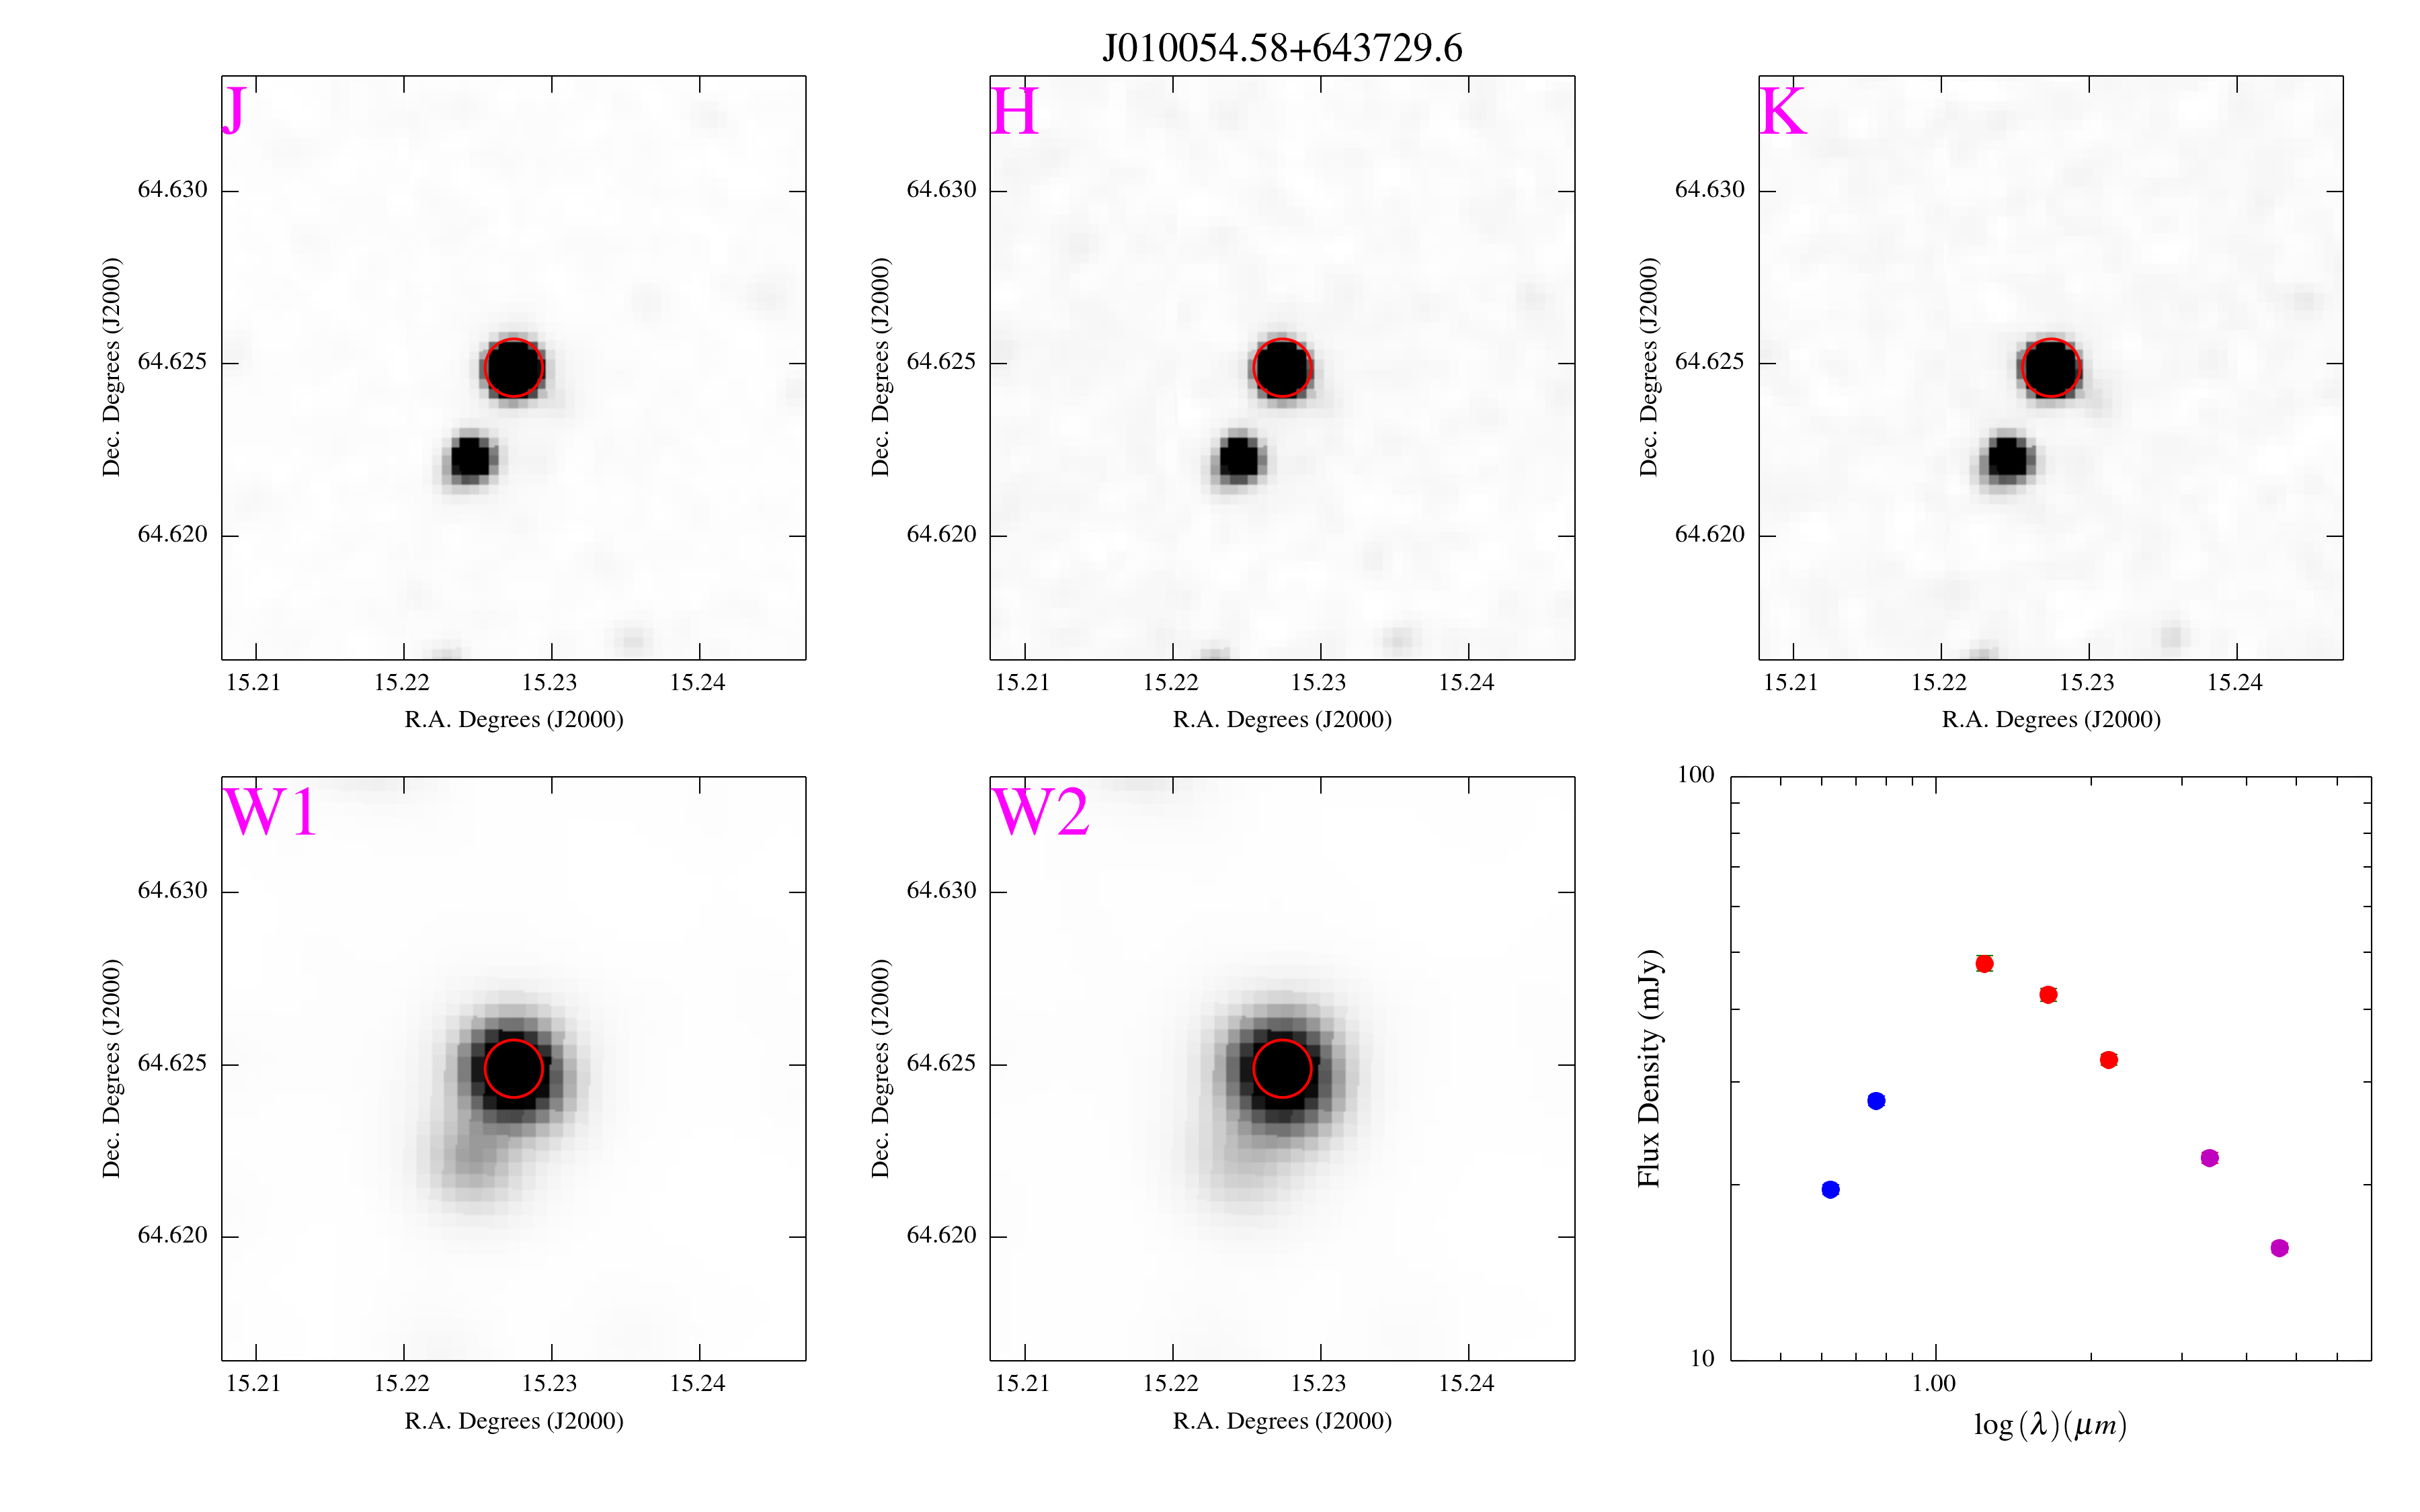 J010054.58+643729.6
J
H
K
64.630
64.625
64.620
Dec. Degrees (J2000)
15.21 15.22 15.23 15.24
R.A. Degrees (J2000)
64.630
64.625
64.620
Dec. Degrees (J2000)
15.21 15.22 15.23 15.24
R.A. Degrees (J2000)
64.630
64.625
64.620
Dec. Degrees (J2000)
15.21 15.22 15.23 15.24
R.A. Degrees (J2000)
W1
64.630
64.625
64.620
Dec. Degrees (J2000)
15.21 15.22 15.23 15.24
R.A. Degrees (J2000)
W2
64.630
64.625
64.620
Dec. Degrees (J2000)
15.21 15.22 15.23 15.24
R.A. Degrees (J2000)
100
10
Flux Density (mJy)
1.00
log(λ)(μm)